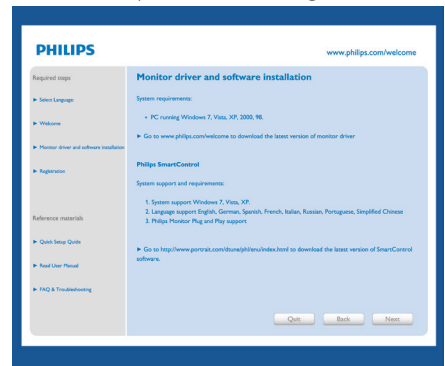 PHILIPS
www.philips.com/welcome
Required steps
► Select Language
► Welcome
► Monitor driver and software installation
► Registration
Reference materials
► Quick Setup Guide
► Read User Manual
► FAQ & Troubleshooting
Monitor driver and software installation
System requirements:
• PC running Windows 7, Vista, XP, 2000, 98.
► Go to www.philips.com/welcome to download the latest version of monitor driver
Philips SmartControl
System support and requirements:
1. System support Windows 7, Vista, XP.
2. Language support English, German, Spanish, French, Italian, Russian, Portuguese, Simplified Chinese
3. Philips Monitor Plug and Play support
► Go to http://www.portrait.com/dtune/phl/enu/index.html to download the latest version of SmartControl
software.
Quit
Back
Next